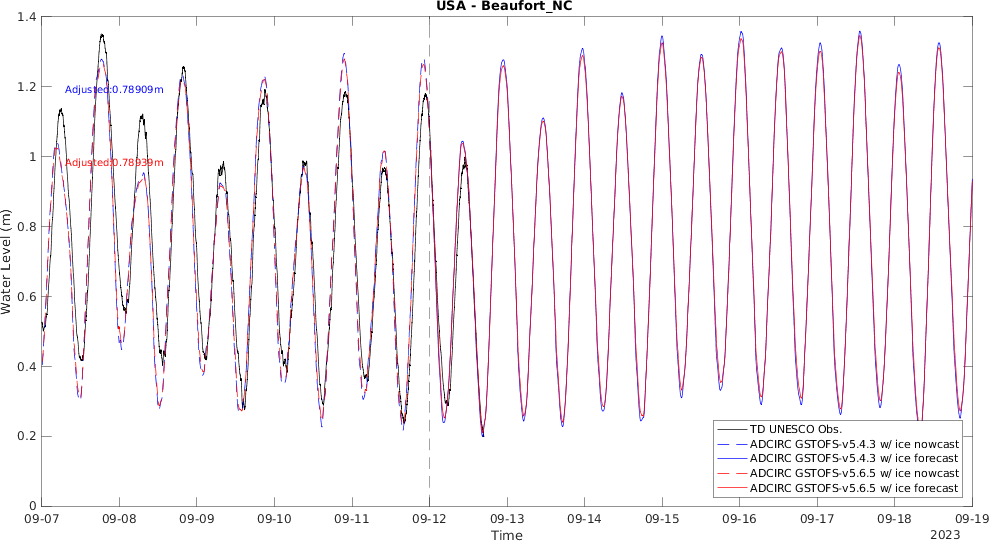 USA - Beaufort_NC
1.4
1.2
1
0.8
0.6
0.4
0.2
0
Water Level (m)
Adjusted:0.78909m
Adjusted:0.78939m
TD UNESCO Obs.
ADCIRC GSTOFS-v5.4.3 w/ ice nowcast
ADCIRC GSTOFS-v5.4.3 w/ ice forecast
ADCIRC GSTOFS-v5.6.5 w/ ice nowcast
ADCIRC GSTOFS-v5.6.5 w/ ice forecast
09-07 09-08 09-09 09-10 09-11 09-12 09-13 09-14 09-15 09-16 09-17 09-18 09-19
Time
2023